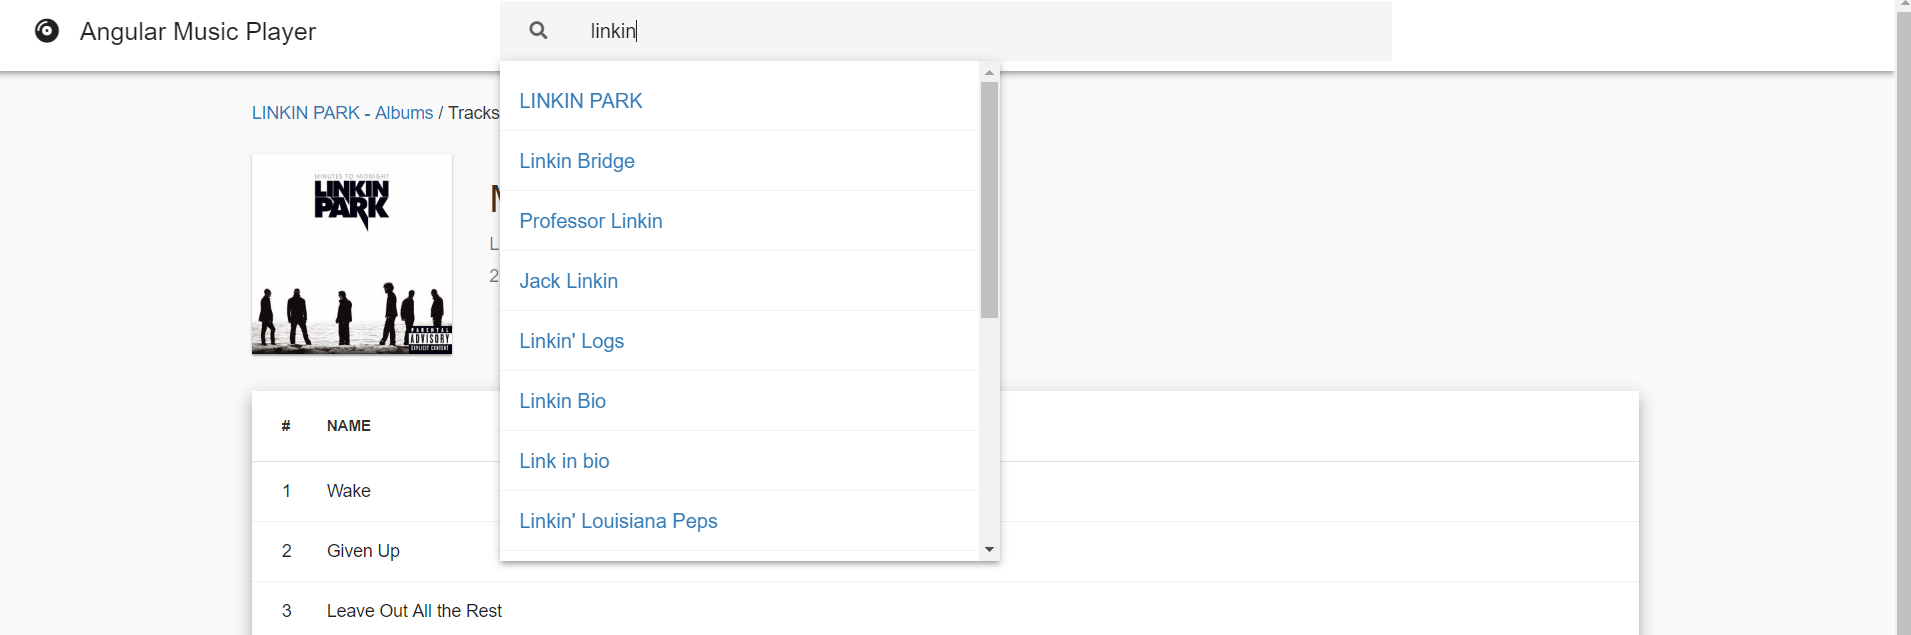 Angular Music Player
linkin
LINKIN PARK - Albums / Tracks
LINKIN PARK
Linkin Bridge
Professor Linkin
Jack Linkin
Linkin' Logs
Linkin Bio
Link in bio
Linkin' Louisiana Peps
MINUTES TO MIDNIGHT
LINKIN
PARK
PARENTAL
ADVISORY
EXPLICIT CONTENT
M
L
2
# NAME
1 Wake
2 Given Up
3 Leave Out All the Rest